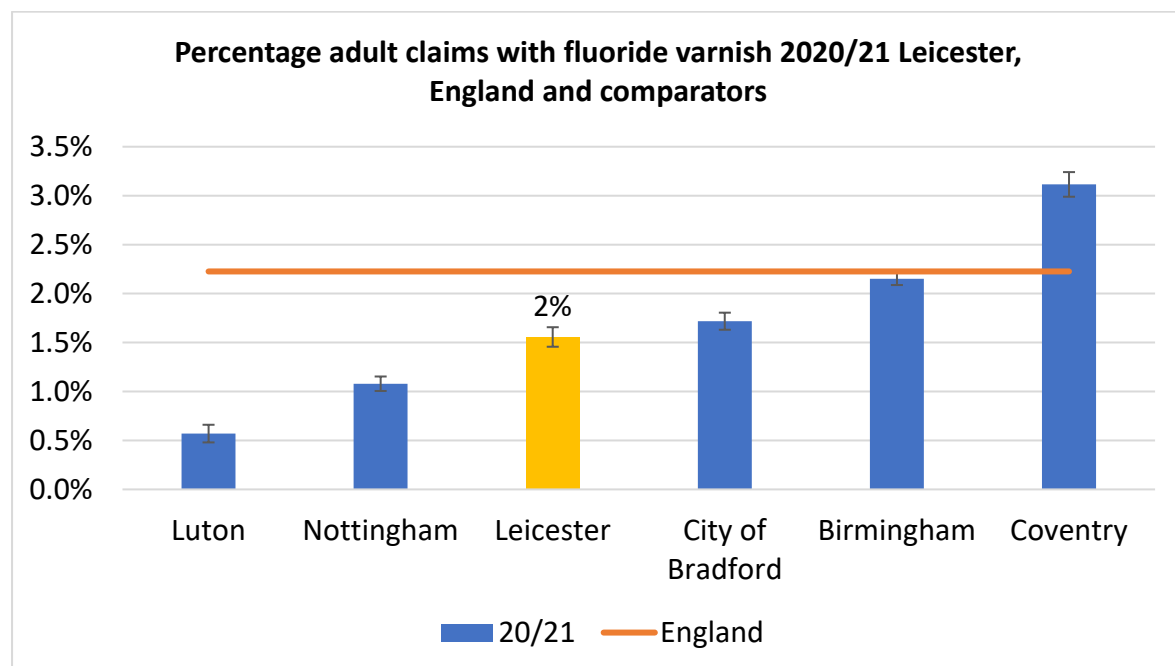 Percentage adult claims with fluoride varnish 2020/21 Leicester,
England and comparators
3.5%
3.0%
2.5%
2.0%
1.5%
1.0%
0.5%
0.0%
2%
Luton Nottingham Leicester City of Birmingham Coventry
Bradford
20/21 England